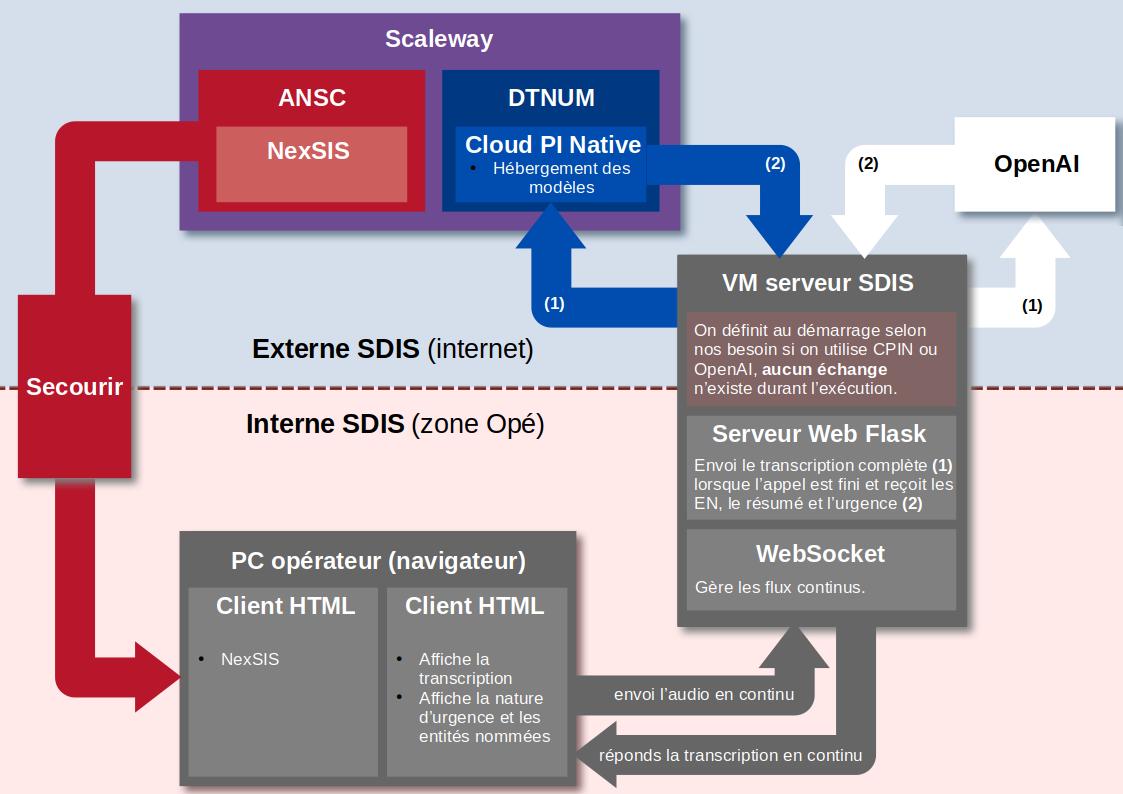 Scaleway
ANSC
NexSIS
DTNUM
Cloud PI Native
• Hébergement des
modèles
(2)
(2)
OpenAI
(1)
(1)
VM serveur SDIS
On définit au démarrage selon
nos besoin si on utilise CPIN ou
OpenAI, aucun échange
n’existe durant l’exécution.
Externe SDIS (internet)
Secourir
Interne SDIS (zone Opé)
Serveur Web Flask
Envoi le transcription complète (1)
lorsque l’appel est fini et reçoit les
EN, le résumé et l’urgence (2)
WebSocket
Gère les flux continus.
PC opérateur (navigateur)
Client HTML
• NexSIS
Client HTML
• Affiche la
transcription
• Affiche la nature
d’urgence et les
entités nommées
envoi l’audio en continu
réponds la transcription en continu